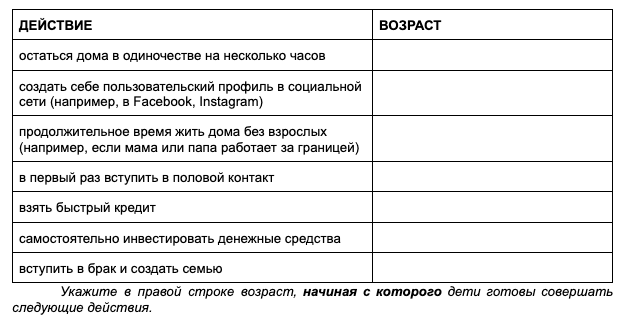 ДЕЙСТВИЕ ВОЗРАСТ
остаться дома в одиночестве на несколько часов
создать себе пользовательский профиль в социальной
сети (например, в Facebook, Instagram)
продолжительное время жить дома без взрослых
(например, если мама или папа работает за границей)
в первый раз вступить в половой контакт
взять быстрый кредит
самостоятельно инвестировать денежные средства
вступить в брак и создать семью
Укажите в правой строке возраст, начиная с которого дети готовы совершать
следующие действия.